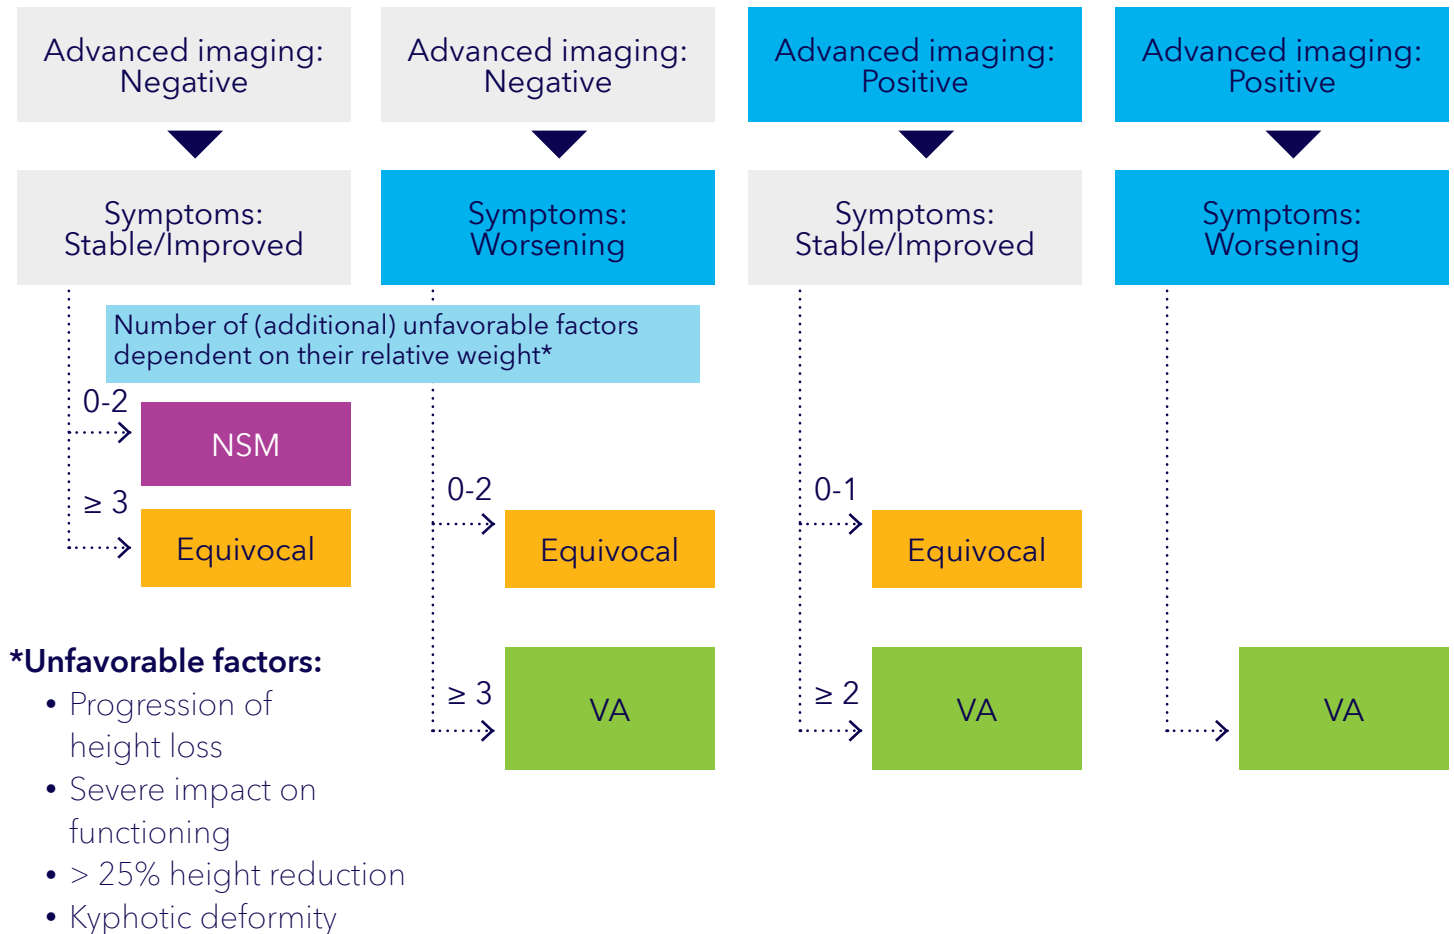 Advanced imaging:
Negative
Advanced imaging:
Negative
Advanced imaging:
Positive
Advanced imaging:
Positive
Symptoms:
Stable/Improved
Symptoms:
Worsening
Symptoms:
Stable/Improved
Symptoms:
Worsening
Number of (additional) unfavorable factors
dependent on their relative weight*
0-2
NSM
≥ 3
Equivocal
0-2
Equivocal
≥ 3
VA
0-1
Equivocal
≥ 2
VA
VA
*Unfavorable factors:
• Progression of
height loss
• Severe impact on
functioning
• > 25% height reduction
• Kyphotic deformity